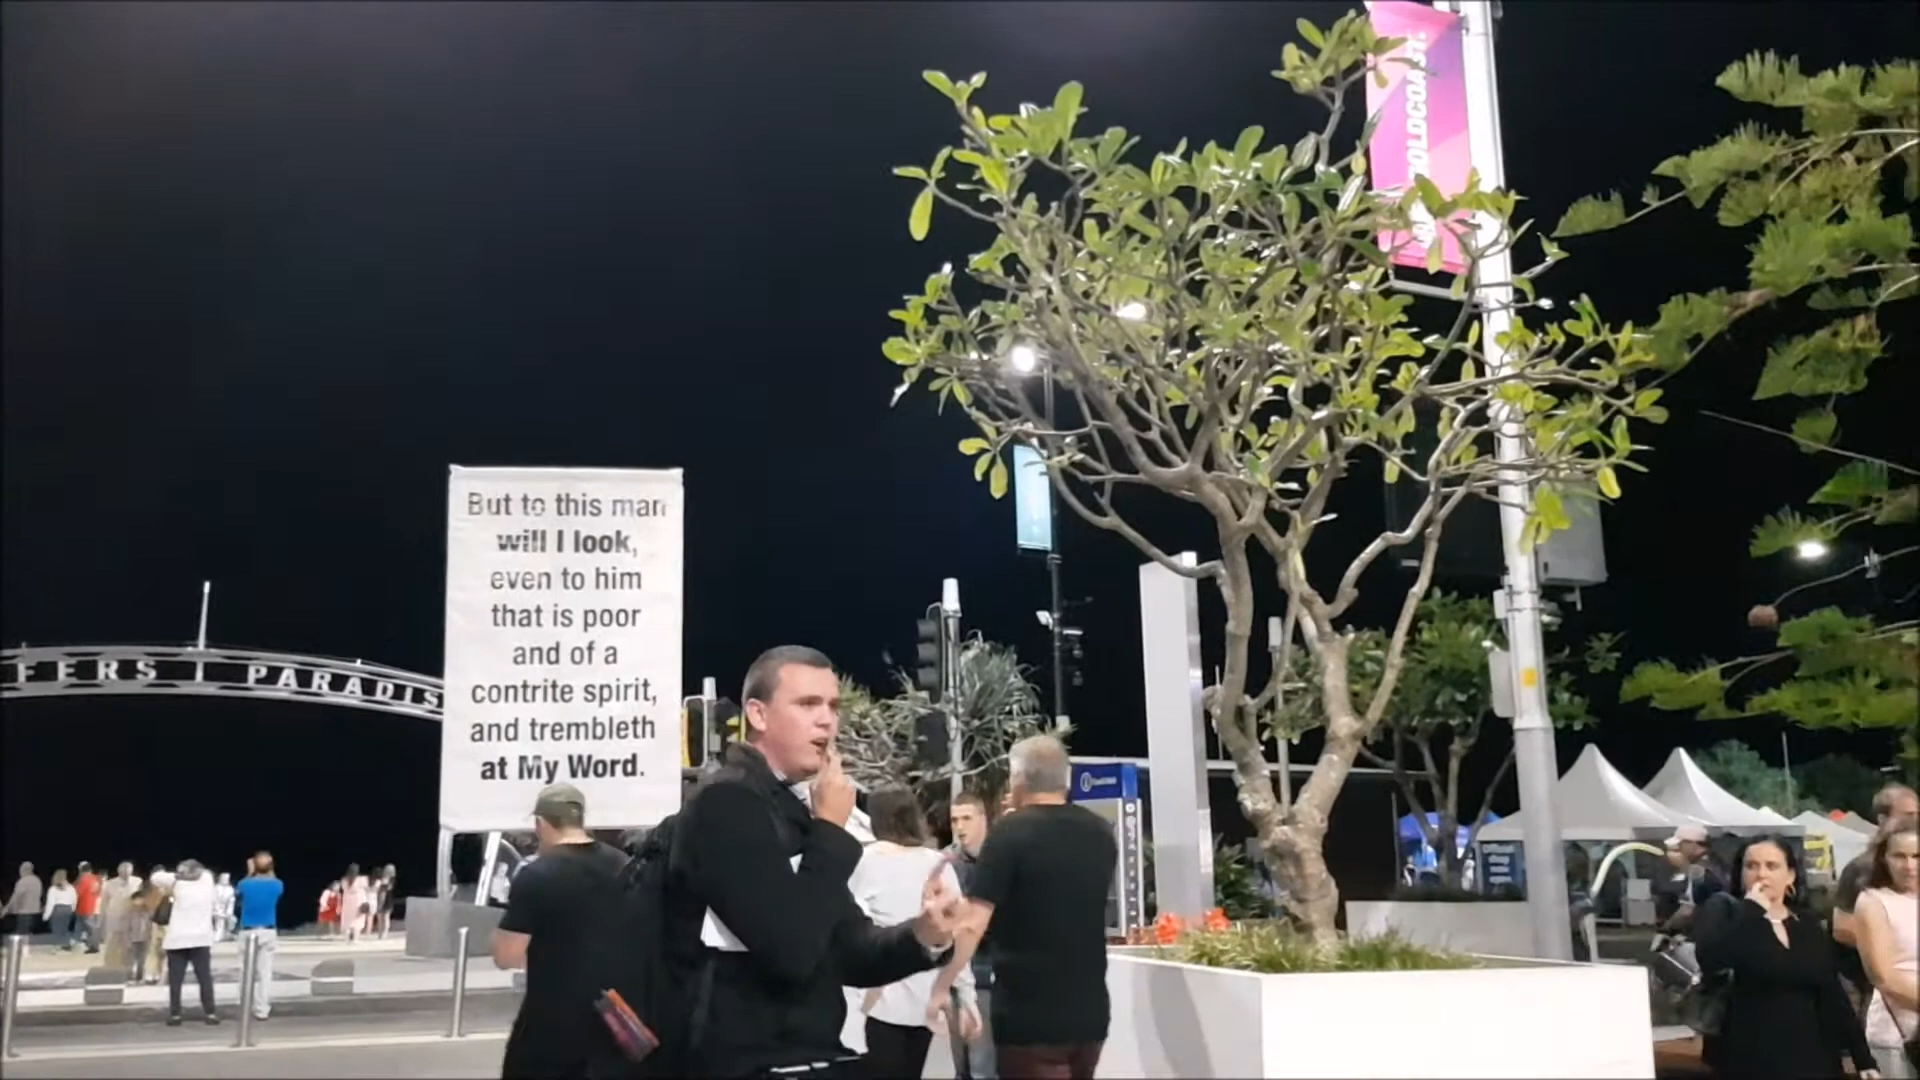 But to this man
will I look,
even to him
that is poor
and of a
contrite spirit,
and trembleth
at My Word.
FERS PARADIS
OLDCOAST.